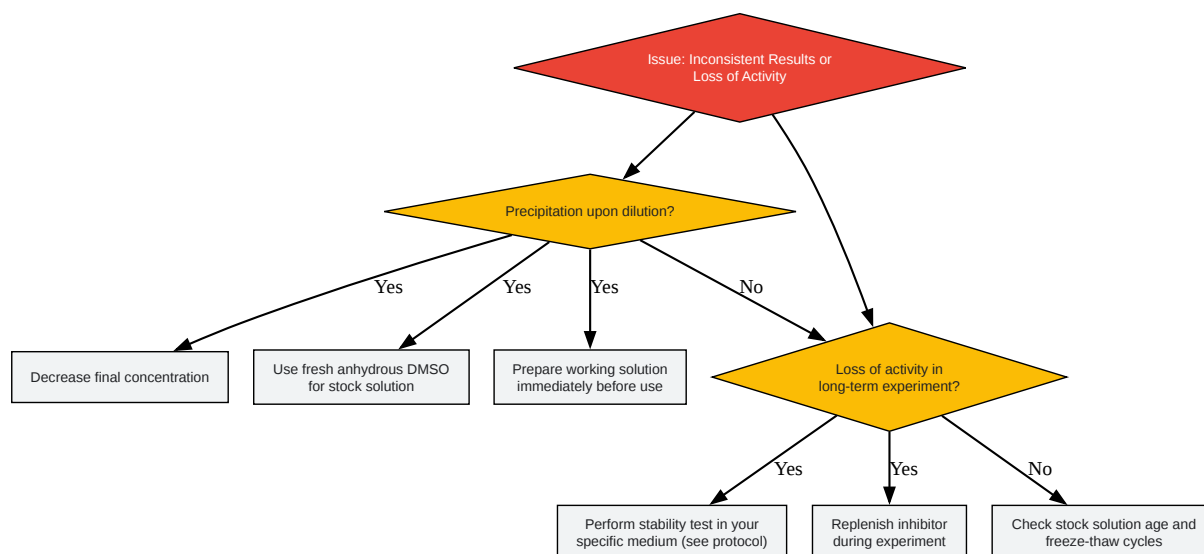 Issue: Inconsistent Results or
Loss of Activity
Precipitation upon dilution?
Yes
Yes
Yes
No
Decrease final concentration
Use fresh anhydrous DMSO
for stock solution
Prepare working solution
immediately before use
Loss of activity in
long-term experiment?
Yes
Yes
No
Perform stability test in your
specific medium (see protocol)
Replenish inhibitor
during experiment
Check stock solution age and
freeze-thaw cycles